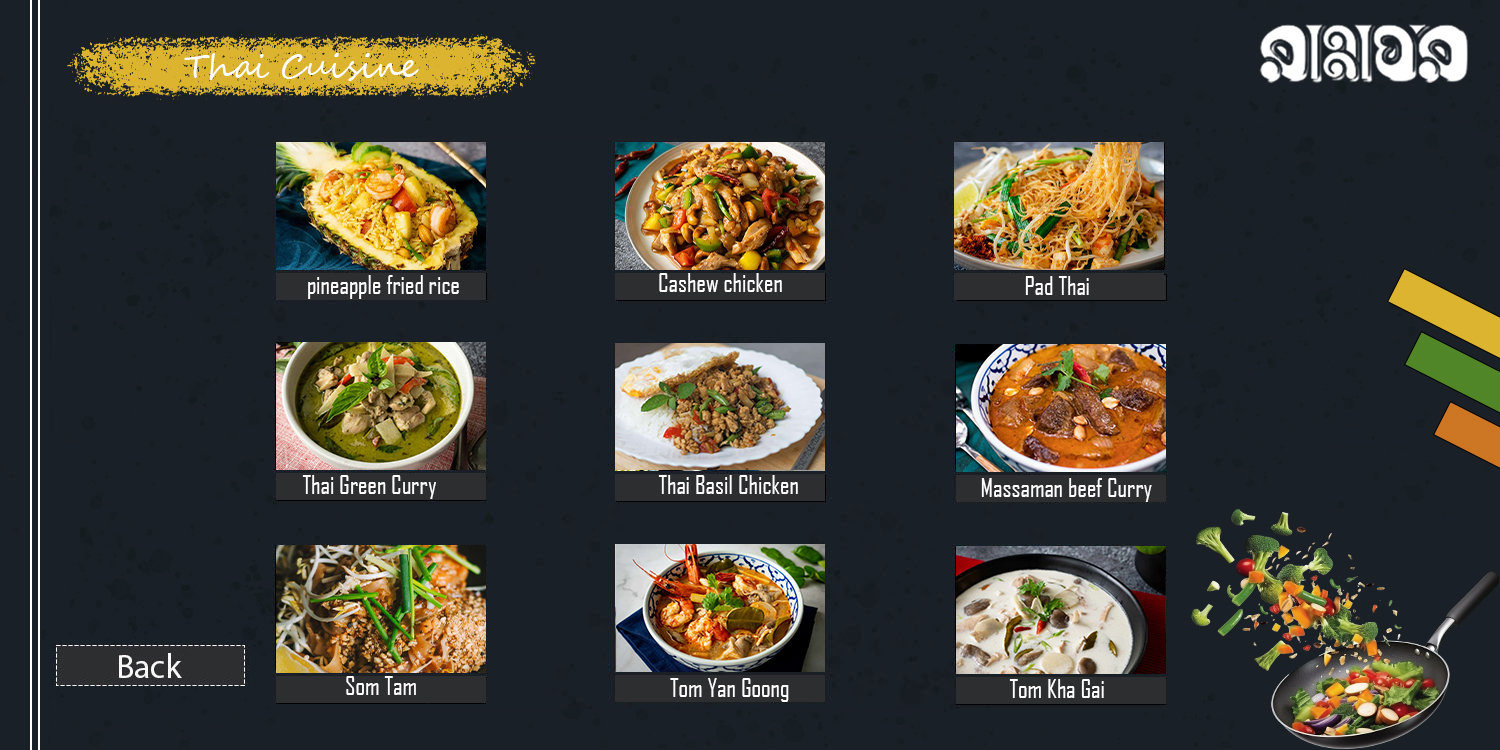 Thai Cuisine
pineapple fried rice
Cashew chicken
Pad Thai
Thai Green Curry
Thai Basil Chicken
Massaman beef Curry
Som Tam
Tom Yan Goong
Tom Kha Gai
Back